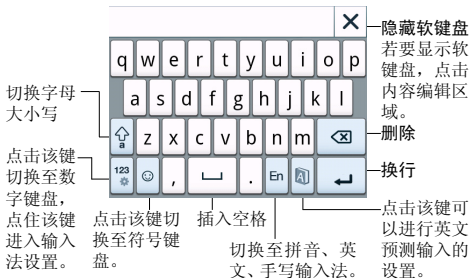 隐藏软键盘
若要显示软
键盘，点击
内容编辑区
域。
q w e r t y u i o p
a s d f g h j k l
切换字母
大小写
a z x c v b n m
删除
点击该键
切换至数
字键盘，
点住该键
进入输入
法设置。
123 , . En
换行
点击该键切
换至符号键
盘。
插入空格
切换至拼音、英
文、手写输入法。
点击该键可
以进行英文
预测输入的
设置。